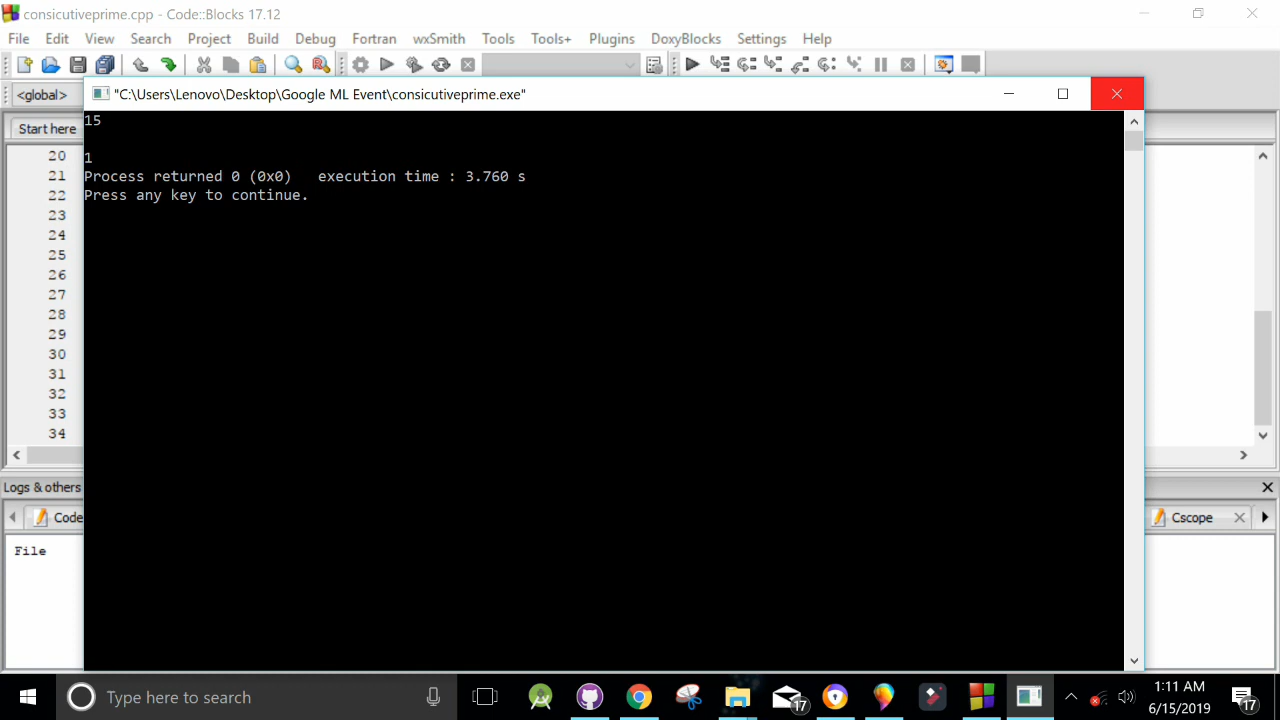 consicutiveprime.cpp - Code::Blocks 17.12
File Edit View Search Project Build Debug Fortran wxSmith Tools Tools+ Plugins DoxyBlocks Settings Help
<global>
"C:\Users\Lenovo\Desktop\Google ML Event\consicutiveprime.exe"
Start here
15
1
Process returned 0 (0x0)   execution time : 3.760 s
Press any key to continue.
20
21
22
23
24
25
26
27
28
29
30
31
32
33
34
Logs & others
Code
Cscope
File
Type here to search
17
1:11 AM
6/15/2019
17